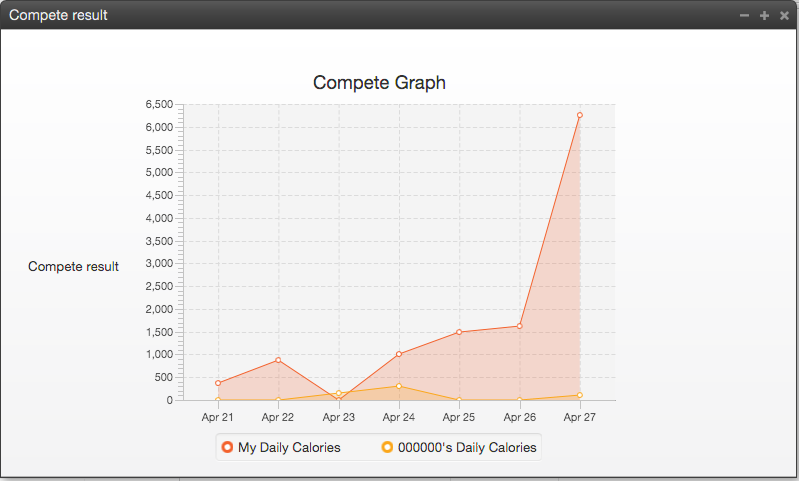 Compete result
Compete Graph
6,500
6,000
5,500
5,000
4,500
4,000
3,500
3,000
2,500
2,000
1,500
1,000
500
0
Compete result
Apr 21 Apr 22 Apr 23 Apr 24 Apr 25 Apr 26 Apr 27
My Daily Calories 000000's Daily Calories